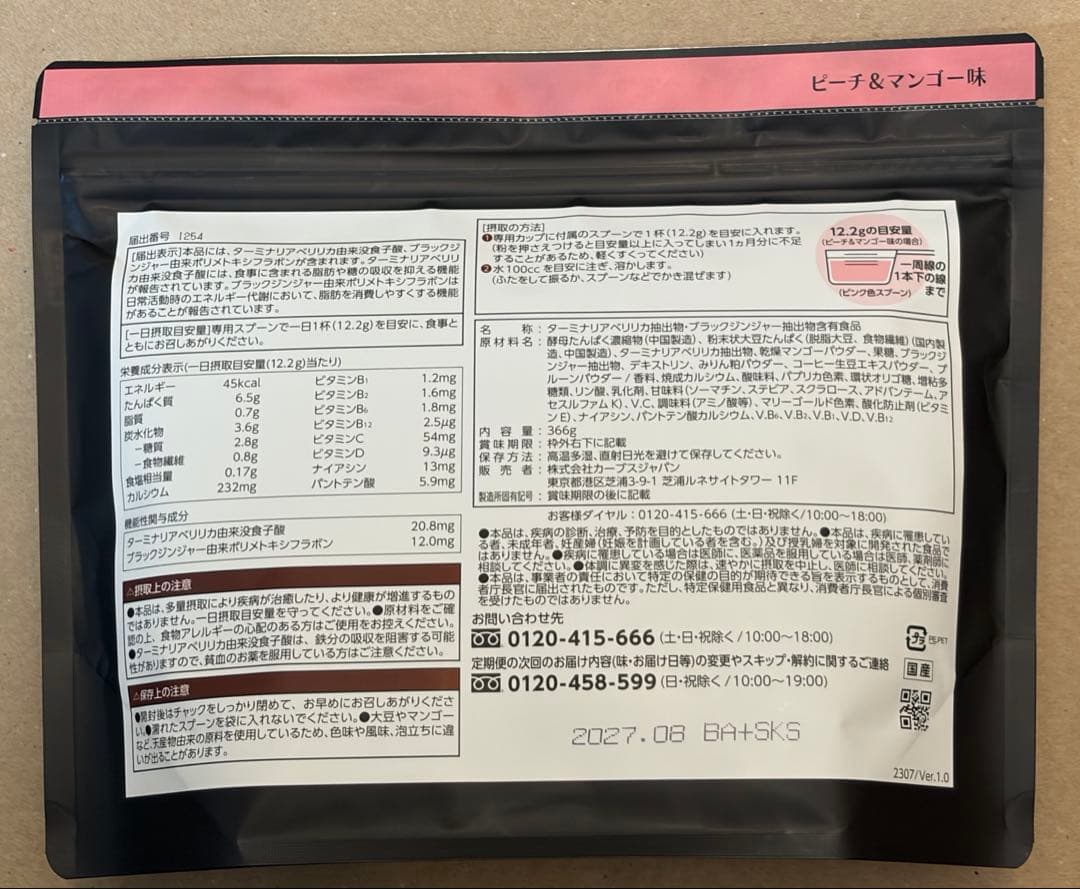 ピーチ&マンゴー味
届出番号 I254
[届出表示]本品には、ターミナリアベリリカ由来没食子酸、ブラックジ
ンジャー由来ポリメトキシフラボンが含まれます。ターミナリアベリリ
カ由来没食子酸には、食事に含まれる脂肪や糖の吸収を抑える機能
が報告されています。ブラックジンジャー由来ポリメトキシフラボンは
日常活動時のエネルギー代謝において、脂肪を消費しやすくする機能
があることが報告されています。
[一日摂取目安量]専用スプーンで一日1杯(12.2g)を目安に、食事と
ともにお召しあがりください。
栄養成分表示(一日摂取目安量(12.2g)当たり)
エネルギー 45kcal ビタミンB1 1.2mg
たんぱく質 6.5g ビタミンB2 1.6mg
脂質 0.7g ビタミンB6 1.8mg
炭水化物 3.6g ビタミンB12 2.5μg
−糖質 2.8g ビタミンC 54mg
−食物繊維 0.8g ビタミンD 9.3μg
食塩相当量 0.17g ナイアシン 13mg
カルシウム 232mg パントテン酸 5.9mg
機能性関与成分
ターミナリアベリリカ由来没食子酸 20.8mg
ブラックジンジャー由来ポリメトキシフラボン 12.0mg
⚠摂取上の注意
●本品は、多量摂取により疾病が治癒したり、より健康が増進するもの
ではありません。一日摂取目安量を守ってください。●原材料をご確
認の上、食物アレルギーの心配のある方はご使用をお控えください。
●ターミナリアベリリカ由来没食子酸は、鉄分の吸収を阻害する可能
性がありますので、貧血のお薬を服用している方はご注意ください。
⚠保存上の注意
●開封後はチャックをしっかり閉めて、お早めにお召しあがりくださ
い。●濡れたスプーンを袋に入れないでください。●大豆やマンゴー
など、天産物由来の原料を使用しているため、色味や風味、泡立ちに違
いが出ることがあります。
[摂取の方法]
❶専用カップに付属のスプーンで1杯(12.2g)を目安に入れます。
(粉を押さえつけると目安量以上に入ってしまい1ヵ月分に不足
することがあるため、軽くすくってください)
❷水100ccを目安に注ぎ、溶かします。
(ふたをして振るか、スプーンなどでかき混ぜます)
12.2gの目安量
(ピーチ&マンゴー味の場合)
一周線の
1本下の線
まで
(ピンク色スプーン)
名 称:ターミナリアベリリカ抽出物・ブラックジンジャー抽出物含有食品
原材料名:酵母たんぱく濃縮物(中国製造)、粉末状大豆たんぱく(脱脂大豆、食物繊維)(国内製
造、中国製造)、ターミナリアベリリカ抽出物、乾燥マンゴーパウダー、果糖、ブラックジ
ンジャー抽出物、デキストリン、みりん粕パウダー、コーヒー生豆エキスパウダー、プ
ルーンパウダー/香料、焼成カルシウム、酸味料、パプリカ色素、環状オリゴ糖、増粘多
糖類、リン酸、乳化剤、甘味料(ソーマチン、ステビア、スクラロース、アドバンテーム、ア
セスルファムK)、V.C、調味料(アミノ酸等)、マリーゴールド色素、酸化防止剤(ビタミ
ンE)、ナイアシン、パントテン酸カルシウム、V.B6、V.B2、V.B1、V.D、V.B12
内 容 量:366g
賞味期限:枠外右下に記載
保存方法:高温多湿、直射日光を避けて保存してください。
販 売 者:株式会社カーブスジャパン
東京都港区芝浦3-9-1 芝浦ルネサイトタワー 11F
製造所固有記号:賞味期限の後に記載
お客様ダイヤル:0120-415-666 (土・日・祝除く/10:00〜18:00)
●本品は、疾病の診断、治療、予防を目的としたものではありません。●本品は、疾病に罹患してい
る者、未成年者、妊産婦(妊娠を計画している者を含む。)及び授乳婦を対象に開発された食品で
はありません。●疾病に罹患している場合は医師に、医薬品を服用している場合は医師、薬剤師に
相談してください。●体調に異変を感じた際は、速やかに摂取を中止し、医師に相談してください。
●本品は、事業者の責任において特定の保健の目的が期待できる旨を表示するものとして、消費
者庁長官に届出されたものです。ただし、特定保健用食品と異なり、消費者庁長官による個別審査
を受けたものではありません。
お問い合わせ先
0120-415-666 (土・日・祝除く/10:00〜18:00)
定期便の次回のお届け内容(味・お届け日等)の変更やスキップ・解約に関するご連絡
0120-458-599 (日・祝除く/10:00〜19:00)
プラ
PE,PET
国産
2027.08 BA+SKS
2307/Ver.1.0